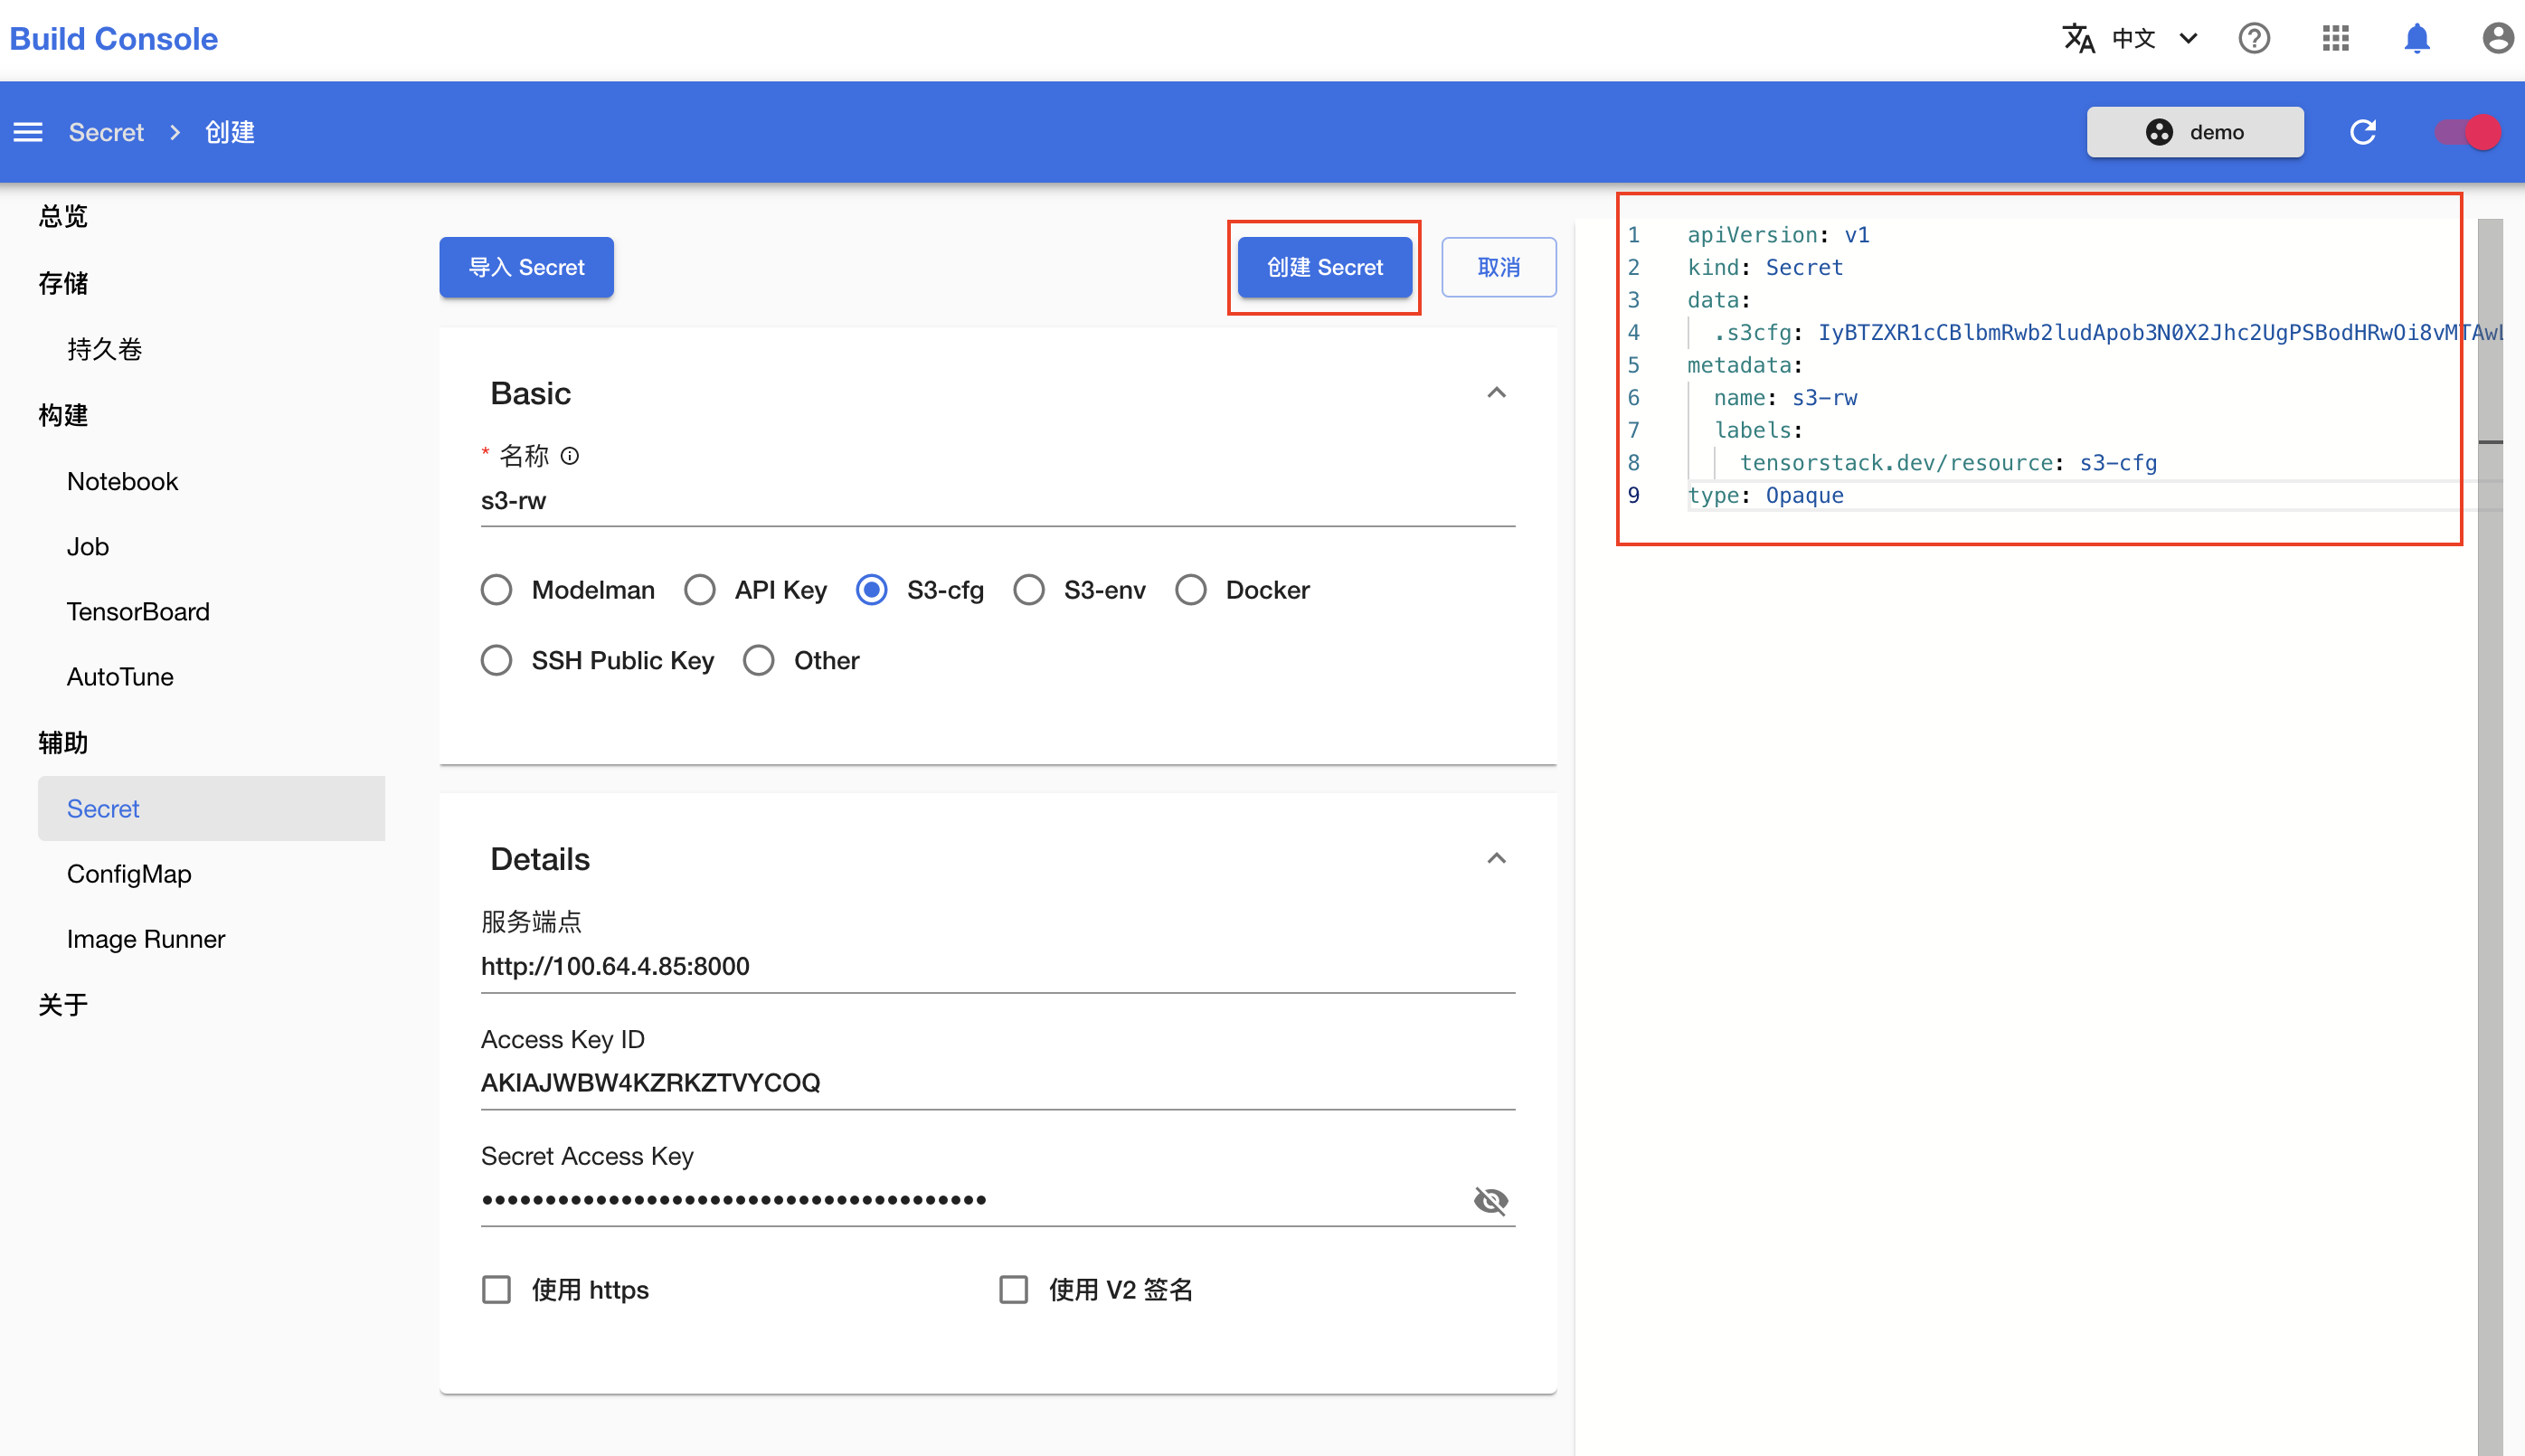 Build Console
中文
Secret > 创建
demo
总览
存储
持久卷
构建
Notebook
Job
TensorBoard
AutoTune
辅助
Secret
ConfigMap
Image Runner
关于
导入 Secret
创建 Secret
取消
Basic
* 名称
s3-rw
Modelman API Key S3-cfg S3-env Docker
SSH Public Key Other
Details
服务端点
http://100.64.4.85:8000
Access Key ID
AKIAJWBW4KZRKZTVYCOQ
Secret Access Key
••••••••••••••••••••••••••••••••••••••••
使用 https
使用 V2 签名
1 apiVersion: v1
2 kind: Secret
3 data:
4 .s3cfg: IyBTZXR1cCBlbmRwb2ludApob3N0X2Jhc2UgPSBodHRwOi8vMTAwL
5 metadata:
6 name: s3-rw
7 labels:
8 tensorstack.dev/resource: s3-cfg
9 type: Opaque